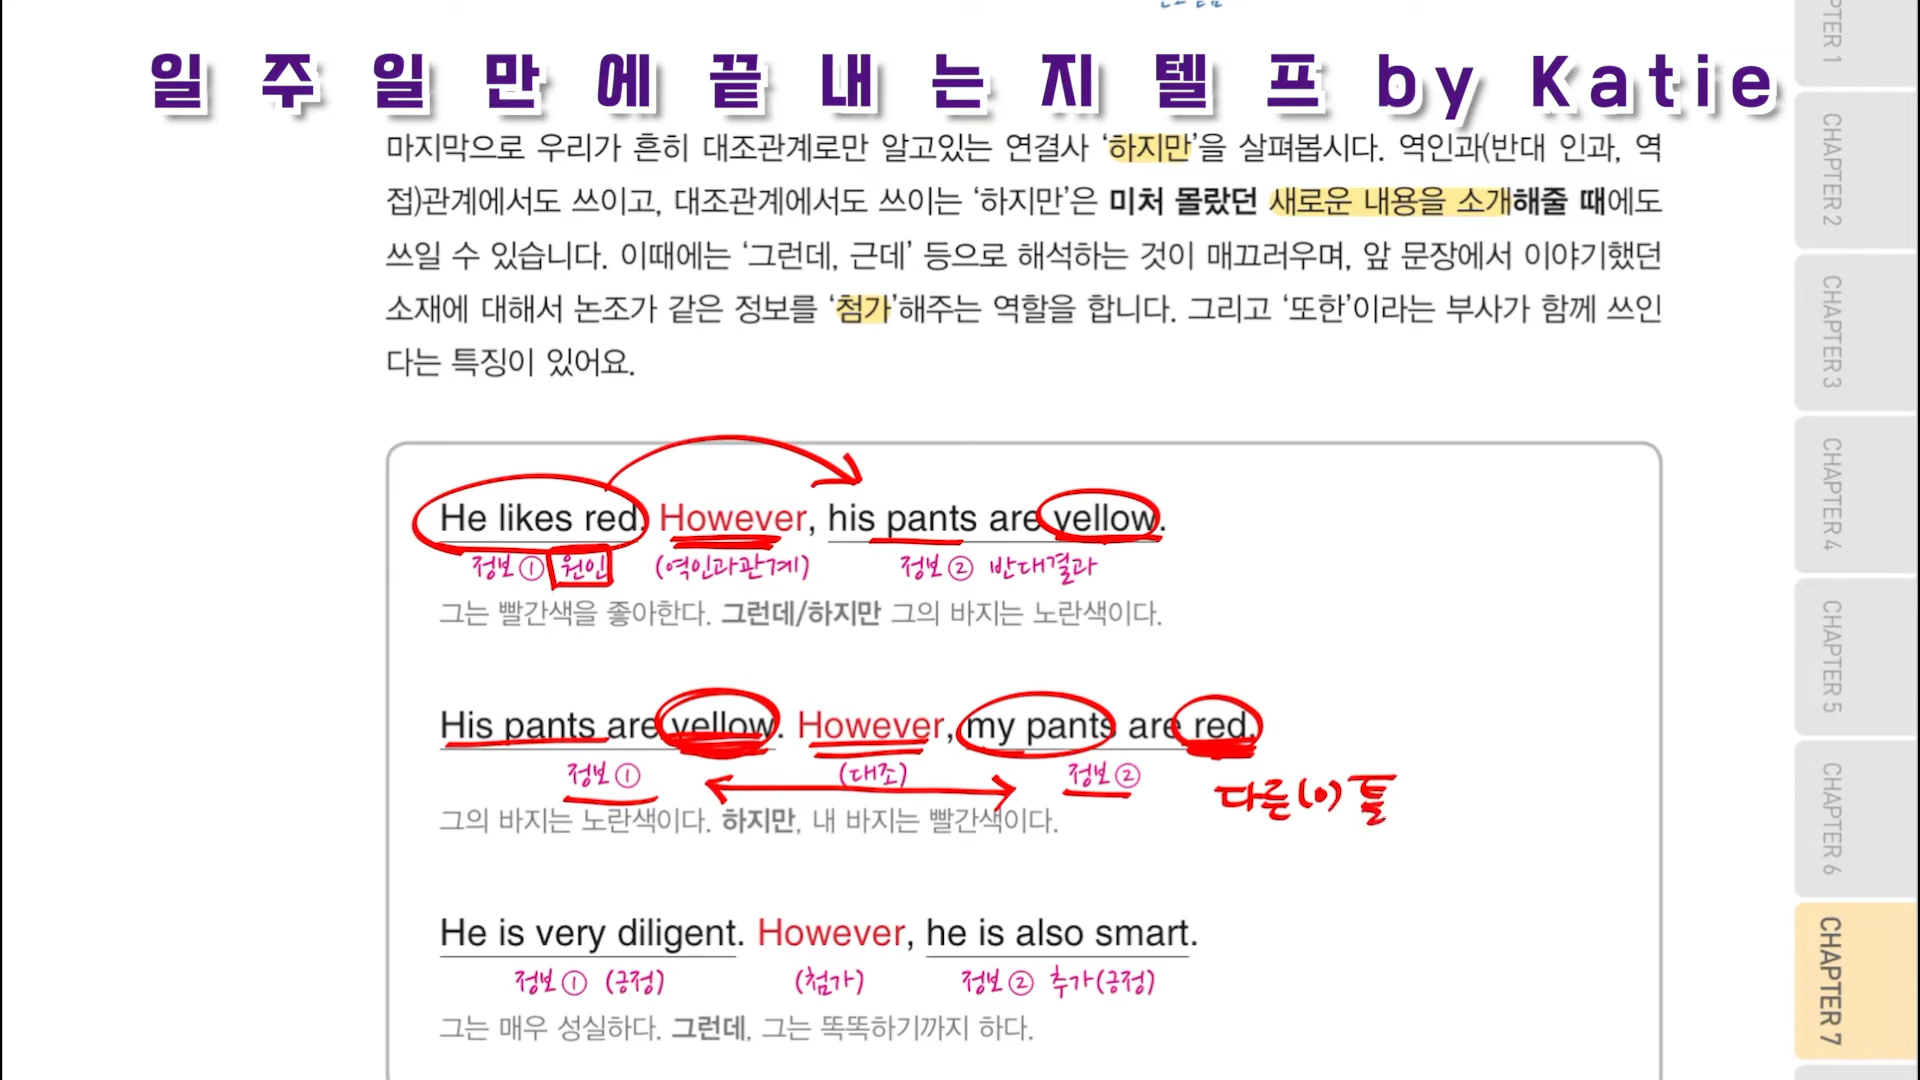 일 주 일 만 에 끝 내 는 지 텔 프 by Katie
마지막으로 우리가 흔히 대조관계로만 알고있는 연결사 ‘하지만’을 살펴봅시다. 역인과(반대 인과, 역
접)관계에서도 쓰이고, 대조관계에서도 쓰이는 ‘하지만’은 미처 몰랐던 새로운 내용을 소개해줄 때에도
쓰일 수 있습니다. 이때에는 ‘그런데, 근데’ 등으로 해석하는 것이 매끄러우며, 앞 문장에서 이야기했던
소재에 대해서 논조가 같은 정보를 ‘첨가’해주는 역할을 합니다. 그리고 ‘또한’이라는 부사가 함께 쓰인
다는 특징이 있어요.
He likes red. However, his pants are yellow.
정보① 원인 (역인과관계) 정보② 반대결과
그는 빨간색을 좋아한다. 그런데/하지만 그의 바지는 노란색이다.
His pants are yellow. However, my pants are red.
정보① (대조) 정보②
다른(이) 틀
그의 바지는 노란색이다. 하지만, 내 바지는 빨간색이다.
He is very diligent. However, he is also smart.
정보① (긍정) (첨가) 정보② 추가(긍정)
그는 매우 성실하다. 그런데, 그는 똑똑하기까지 하다.
CHAPTER 2
CHAPTER 3
CHAPTER 4
CHAPTER 5
CHAPTER 6
CHAPTER 7